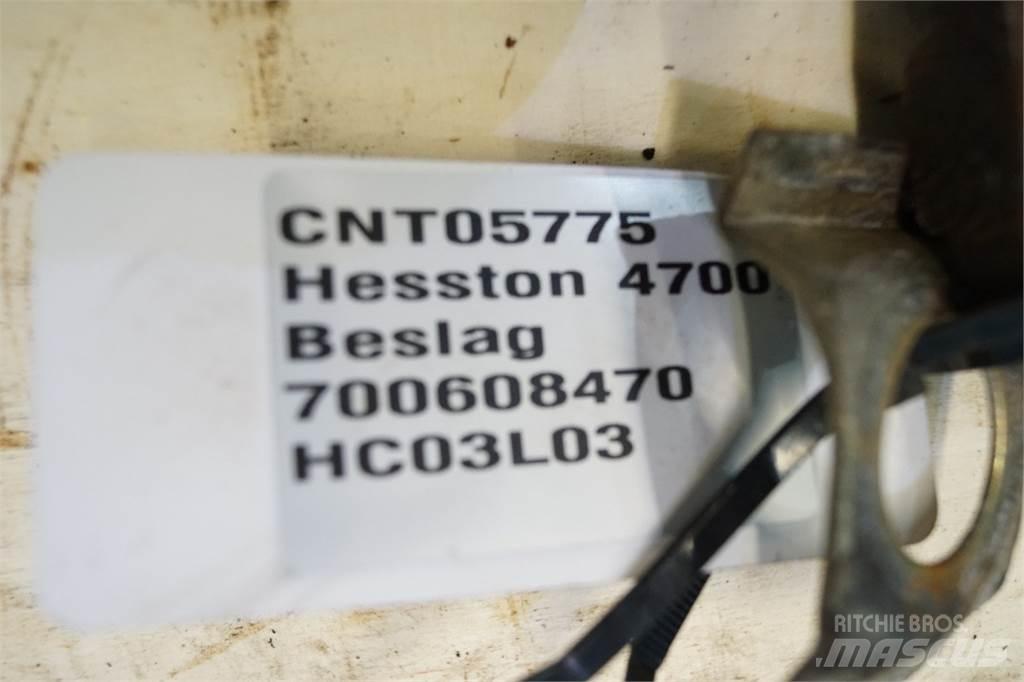 CNT05775
Hesston 4700
Beslag
700608470
HC03L03
RITCHIE BROS.
MASCUS